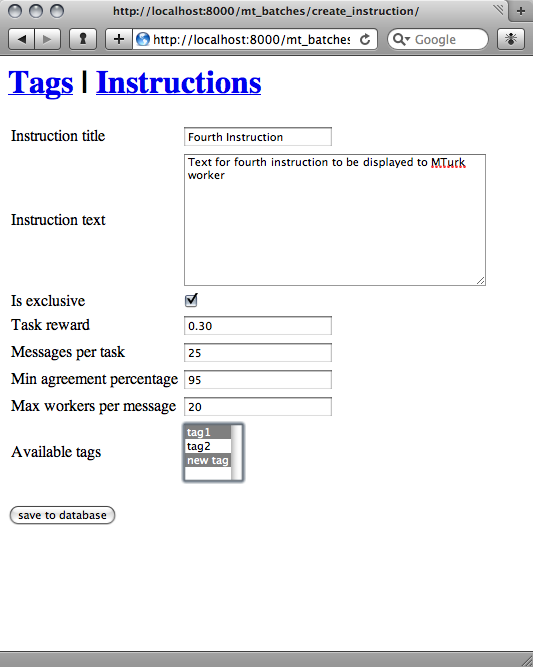 http://localhost:8000/mt_batches/create_instruction/
http://localhost:8000/mt_batches
Google
Tags | Instructions
Instruction title
Fourth Instruction
Instruction text
Text for fourth instruction to be displayed to MTurk
worker
Is exclusive
Task reward
0.30
Messages per task
25
Min agreement percentage
95
Max workers per message
20
Available tags
tag1
tag2
new tag
save to database